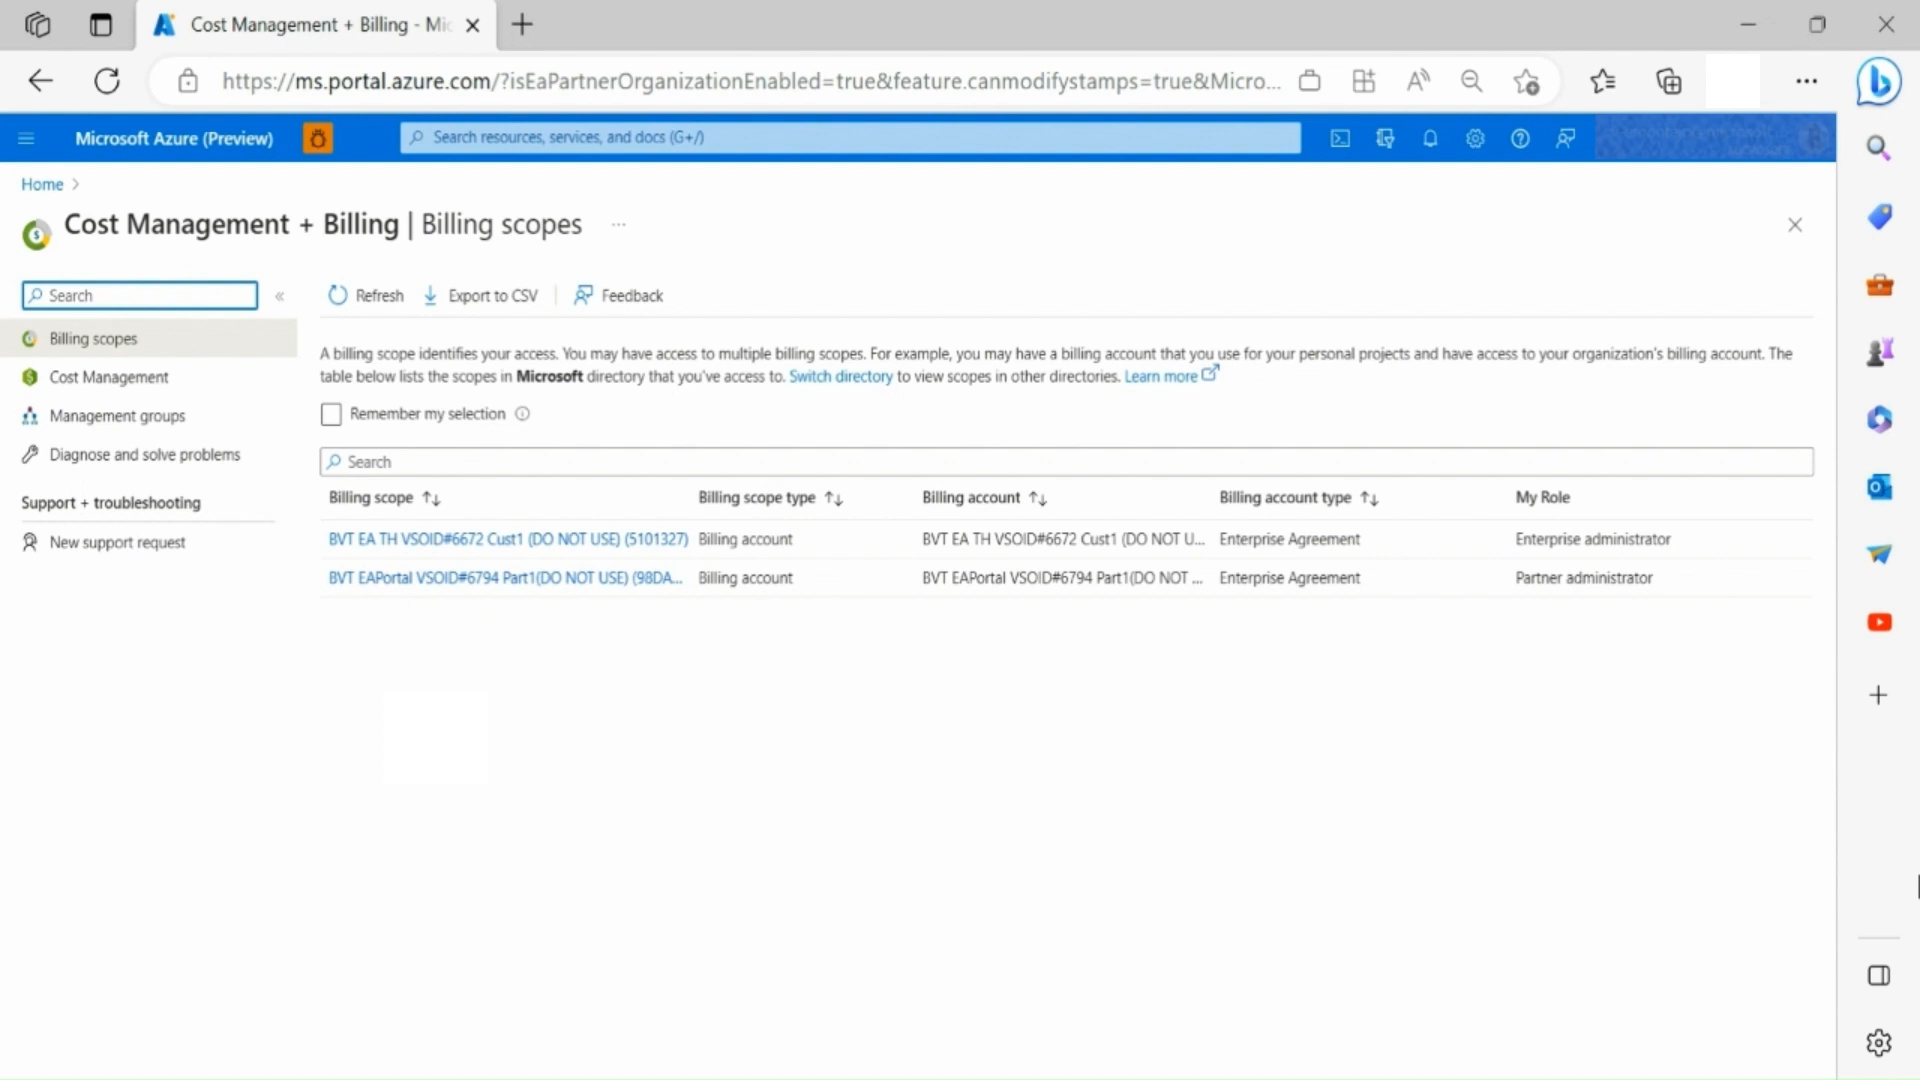 Cost Management + Billing - Mic
https://ms.portal.azure.com/?isEaPartnerOrganizationEnabled=true&feature.canmodifystamps=true&Micro...
Microsoft Azure (Preview)
Search resources, services, and docs (G+/)
Home
Cost Management + Billing | Billing scopes ...
Search
Refresh
Export to CSV
Feedback
Billing scopes
Cost Management
Management groups
Diagnose and solve problems
Support + troubleshooting
New support request
A billing scope identifies your access. You may have access to multiple billing scopes. For example, you may have a billing account that you use for your personal projects and have access to your organization's billing account. The
table below lists the scopes in Microsoft directory that you've access to. Switch directory to view scopes in other directories. Learn more
Remember my selection
Search
Billing scope Billing scope type Billing account Billing account type My Role
BVT EA TH VSOID#6672 Cust1 (DO NOT USE) (5101327) Billing account BVT EA TH VSOID#6672 Cust1 (DO NOT U... Enterprise Agreement Enterprise administrator
BVT EAPortal VSOID#6794 Part1(DO NOT USE) (98DA... Billing account BVT EAPortal VSOID#6794 Part1(DO NOT ... Enterprise Agreement Partner administrator